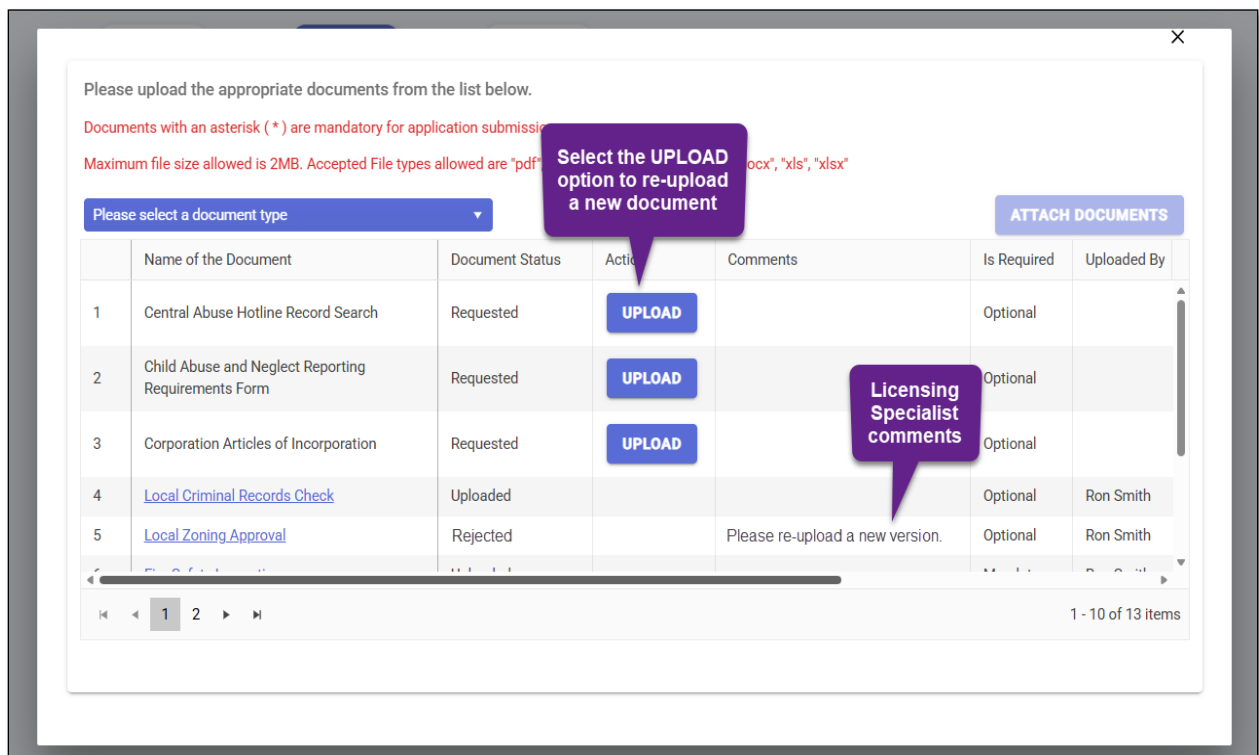 Please upload the appropriate documents from the list below.
Documents with an asterisk ( * ) are mandatory for application
Maximum file size allowed is 2MB. Accepted File types allowed are "pdf", "xls", "xlsx"
Select the UPLOAD
option to re-upload
a new document
Please select a document type
ATTACH DOCUMENTS
Name of the Document Document Status Comments Is Required Uploaded By
1 Central Abuse Hotline Record Search Requested UPLOAD Optional
2 Child Abuse and Neglect Reporting
Requirements Form Requested UPLOAD Optional
Licensing
Specialist
comments
3 Corporation Articles of Incorporation Requested UPLOAD Optional
4 Local Criminal Records Check Uploaded Optional Ron Smith
5 Local Zoning Approval Rejected Please re-upload a new version. Optional Ron Smith
1 2 1 - 10 of 13 items